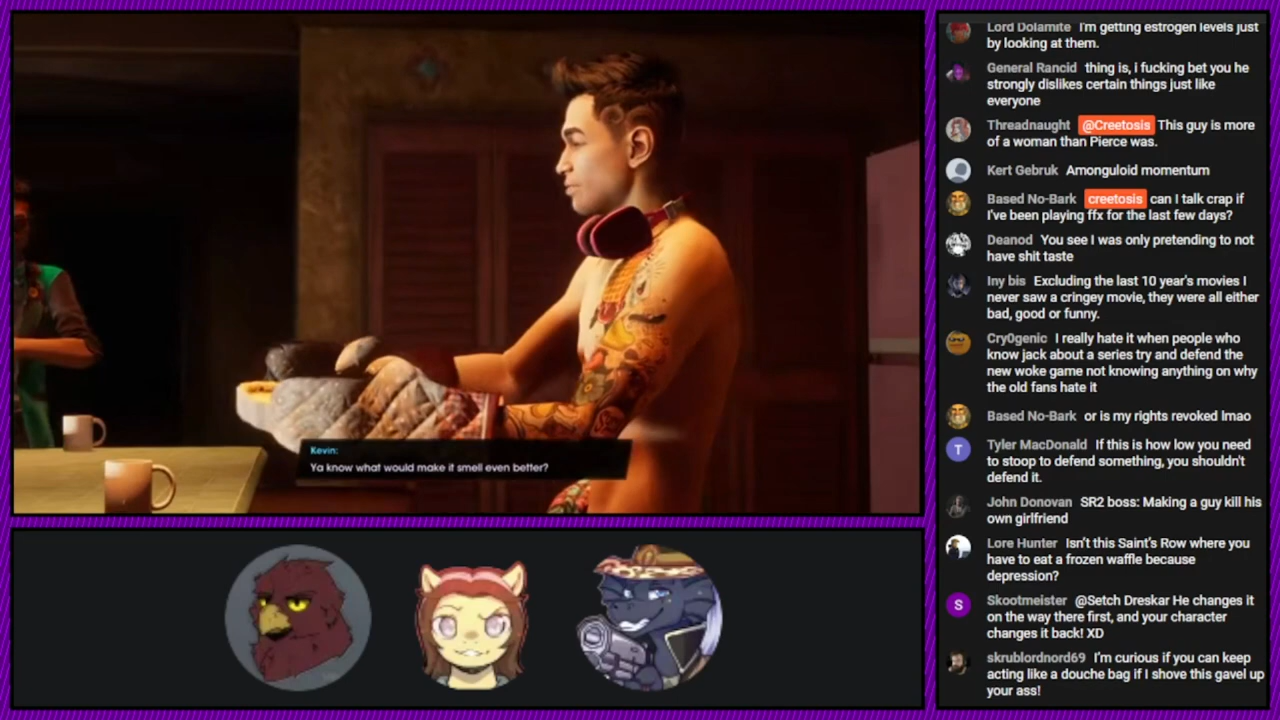 Kevin:
Ya know what would make it smell even better?
Lord Dolamite I'm getting estrogen levels just
by looking at them.
General Rancid thing is, i fucking bet you he
strongly dislikes certain things just like
everyone
Threadnaught @Creetosis This guy is more
of a woman than Pierce was.
Kert Gebruk Amonguloid momentum
Based No-Bark creetosis can I talk crap if
I've been playing ffx for the last few days?
Deanod You see I was only pretending to not
have shit taste
Iny bis Excluding the last 10 year's movies I
never saw a cringey movie, they were all either
bad, good or funny.
Cry0genic I really hate it when people who
know jack about a series try and defend the
new woke game not knowing anything on why
the old fans hate it
Based No-Bark or is my rights revoked lmao
T
Tyler MacDonald If this is how low you need
to stoop to defend something, you shouldn't
defend it.
John Donovan SR2 boss: Making a guy kill his
own girlfriend
Lore Hunter Isn't this Saint's Row where you
have to eat a frozen waffle because
depression?
S
Skootmeister @Setch Dreskar He changes it
on the way there first, and your character
changes it back! XD
skrublordnord69 I'm curious if you can keep
acting like a douche bag if I shove this gavel up
your ass!